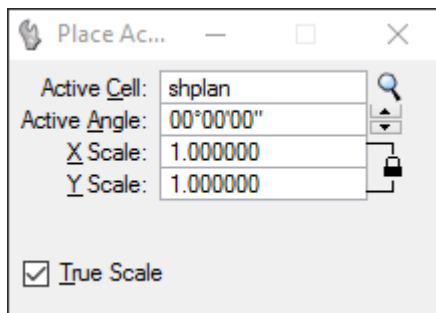 Place Ac...
Active Cell: shplan
Active Angle: 00°00'00"
X Scale: 1.000000
Y Scale: 1.000000
True Scale